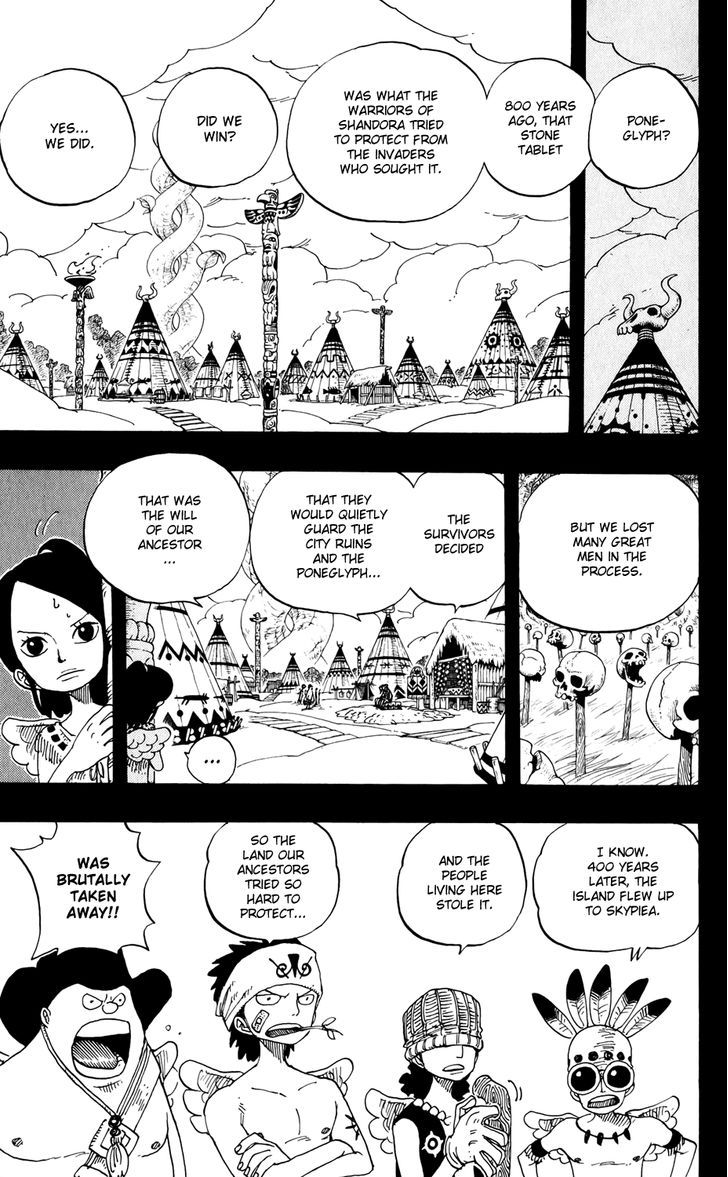 PONE-
GLYPH?
800 YEARS
AGO, THAT
STONE
TABLET
WAS WHAT THE
WARRIORS OF
SHANDORA TRIED
TO PROTECT FROM
THE INVADERS
WHO SOUGHT IT.
DID WE
WIN?
YES...
WE DID.
BUT WE LOST
MANY GREAT
MEN IN THE
PROCESS.
THE
SURVIVORS
DECIDED
THAT THEY
WOULD QUIETLY
GUARD THE
CITY RUINS
AND THE
PONEGLYPH...
THAT WAS
THE WILL
OF OUR
ANCESTOR
...
...
I KNOW.
400 YEARS
LATER, THE
ISLAND FLEW UP
TO SKYPIEA.
AND THE
PEOPLE
LIVING HERE
STOLE IT.
SO THE
LAND OUR
ANCESTORS
TRIED SO
HARD TO
PROTECT...
WAS
BRUTALLY
TAKEN
AWAY!!